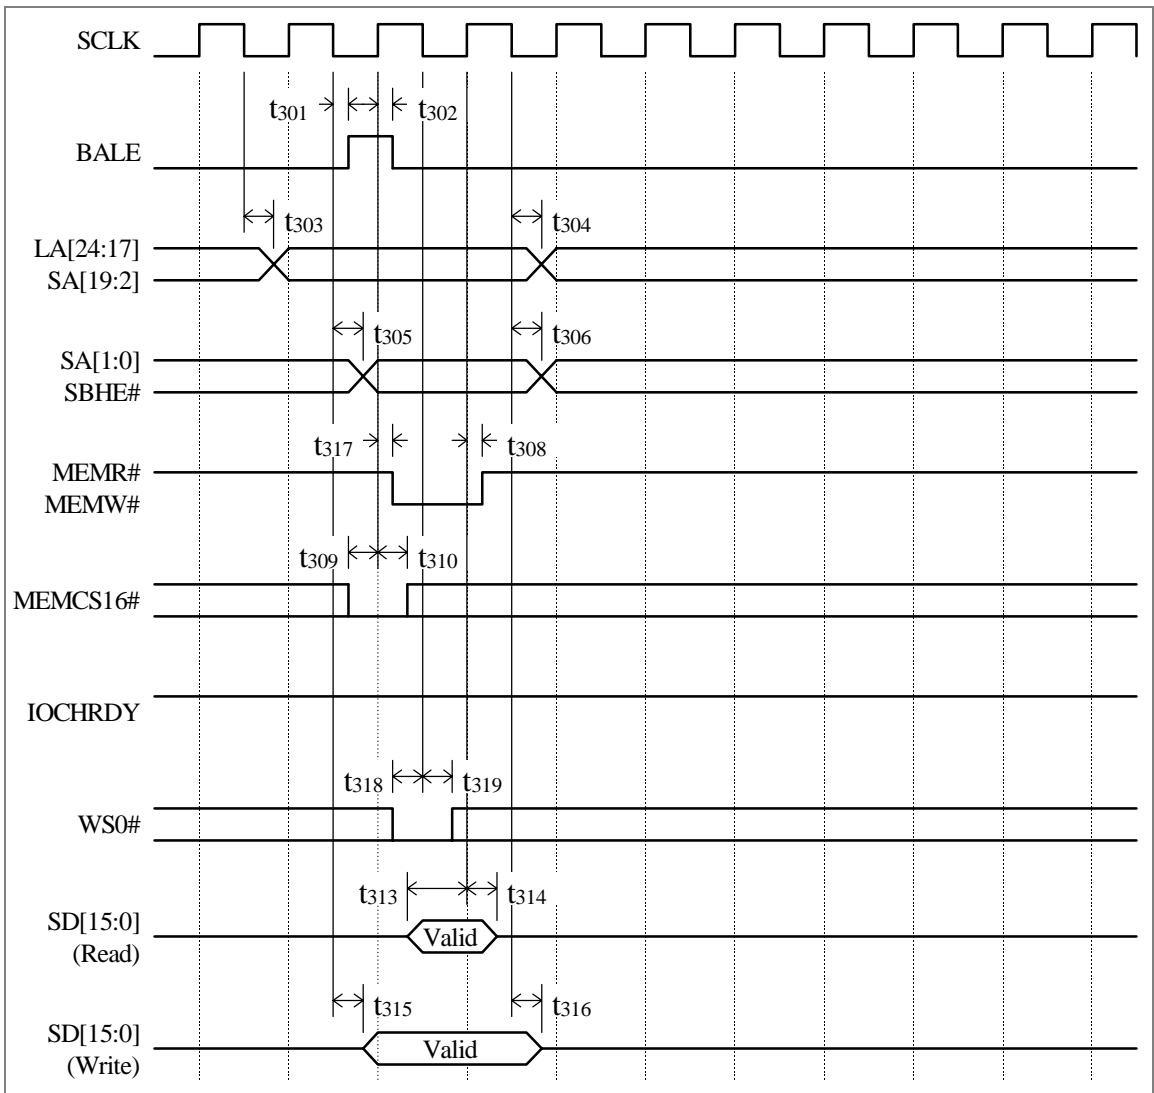 SCLK
t301 t302
BALE
t303 t304
LA[24:17]
SA[19:2]
t305 t306
SA[1:0]
SBHE#
t317 t308
MEMR#
MEMW#
t309 t310
MEMCS16#
IOCHRDY
t318 t319
WS0#
t313 t314
SD[15:0]
(Read)
Valid
t315 t316
SD[15:0]
(Write)
Valid